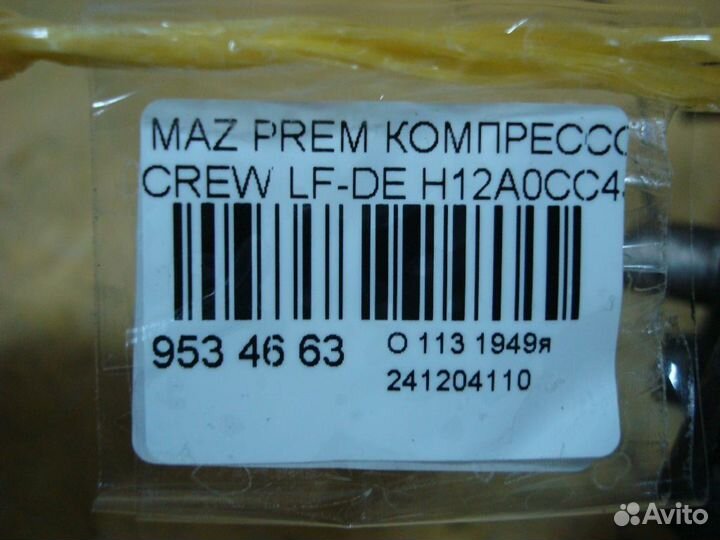 MAZ PREM КОМПРЕССО
CREW LF-DE H12A0CC4
953 46 63
О 113 1949я
241204110
Avito